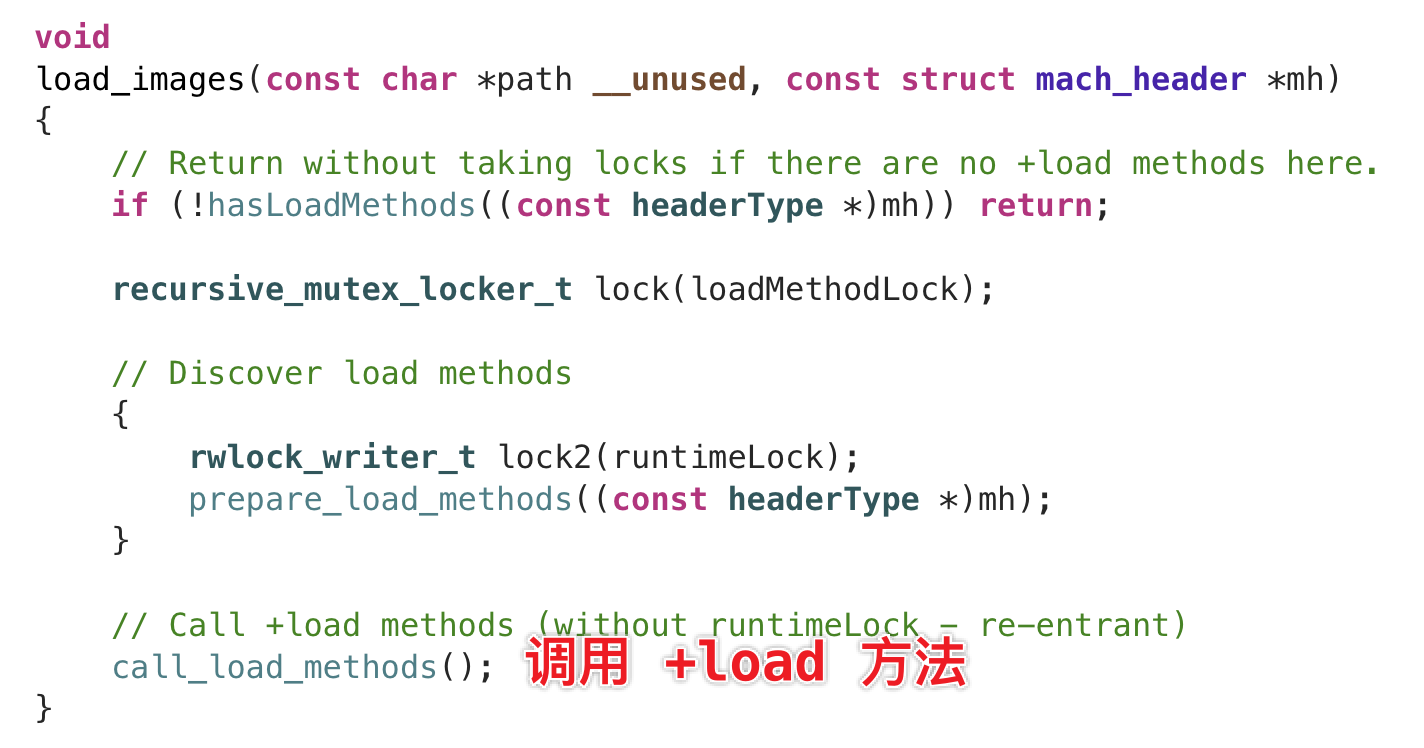 void
load_images(const char *path __unused, const struct mach_header *mh)
{
    // Return without taking locks if there are no +load methods here.
    if (!hasLoadMethods((const headerType *)mh)) return;
    recursive_mutex_locker_t lock(loadMethodLock);
    // Discover load methods
    {
        rwlock_writer_t lock2(runtimeLock);
        prepare_load_methods((const headerType *)mh);
    }
    // Call +load methods (without runtimeLock - re-entrant)
    call_load_methods(); 调用 +load 方法
}